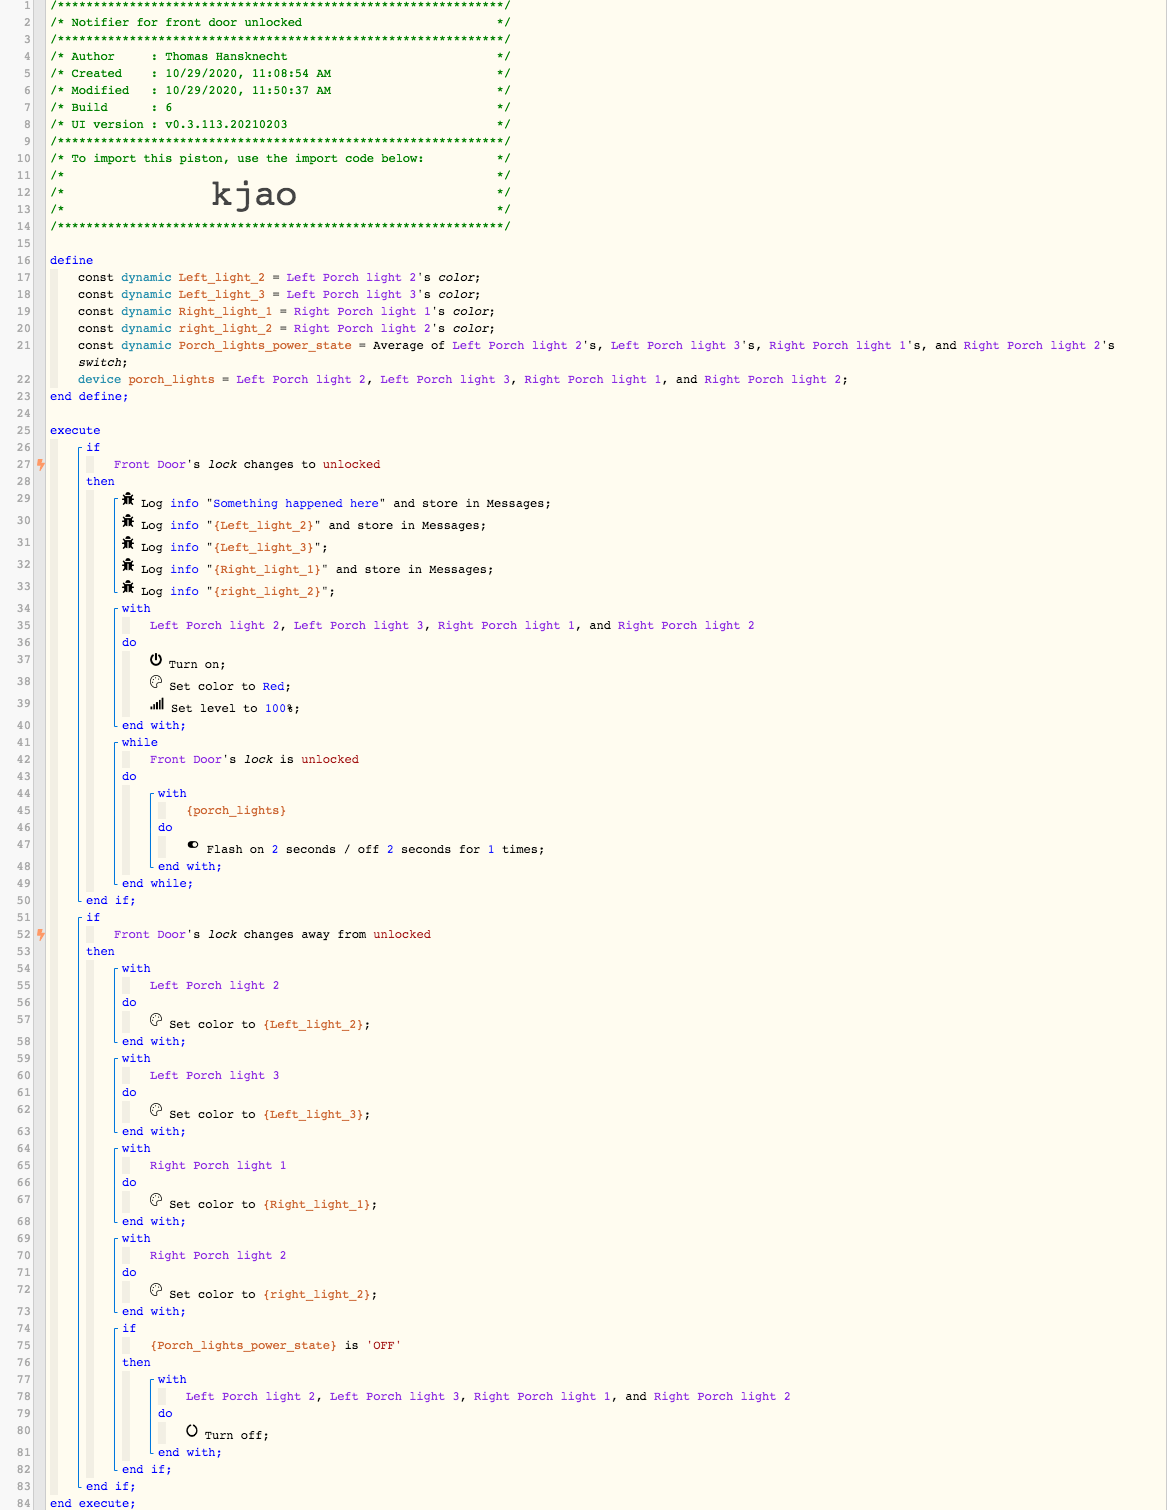 1 /**************************************************************/
2 /* Notifier for front door unlocked */
3 /**************************************************************/
4 /* Author : Thomas Hansknecht */
5 /* Created : 10/29/2020, 11:08:54 AM */
6 /* Modified : 10/29/2020, 11:50:37 AM */
7 /* Build : 6 */
8 /* UI version : v0.3.113.20210203 */
9 /**************************************************************/
10 /* To import this piston, use the import code below: */
11 /* */
12 /* kjao */
13 /* */
14 /**************************************************************/
15
16 define
17 const dynamic Left_light_2 = Left Porch light 2's color;
18 const dynamic Left_light_3 = Left Porch light 3's color;
19 const dynamic Right_light_1 = Right Porch light 1's color;
20 const dynamic right_light_2 = Right Porch light 2's color;
21 const dynamic Porch_lights_power_state = Average of Left Porch light 2's, Left Porch light 3's, Right Porch light 1's, and Right Porch light 2's
switch;
22 device porch_lights = Left Porch light 2, Left Porch light 3, Right Porch light 1, and Right Porch light 2;
23 end define;
24
25 execute
26 if
27 Front Door's lock changes to unlocked
28 then
29 Log info "Something happened here" and store in Messages;
30 Log info "{Left_light_2}" and store in Messages;
31 Log info "{Left_light_3}";
32 Log info "{Right_light_1}" and store in Messages;
33 Log info "{right_light_2}";
34 with
35 Left Porch light 2, Left Porch light 3, Right Porch light 1, and Right Porch light 2
36 do
37 Turn on;
38 Set color to Red;
39 Set level to 100%;
40 end with;
41 while
42 Front Door's lock is unlocked
43 do
44 with
45 {porch_lights}
46 do
47 Flash on 2 seconds / off 2 seconds for 1 times;
48 end with;
49 end while;
50 end if;
51 if
52 Front Door's lock changes away from unlocked
53 then
54 with
55 Left Porch light 2
56 do
57 Set color to {Left_light_2};
58 end with;
59 with
60 Left Porch light 3
61 do
62 Set color to {Left_light_3};
63 end with;
64 with
65 Right Porch light 1
66 do
67 Set color to {Right_light_1};
68 end with;
69 with
70 Right Porch light 2
71 do
72 Set color to {right_light_2};
73 end with;
74 if
75 {Porch_lights_power_state} is 'OFF'
76 then
77 with
78 Left Porch light 2, Left Porch light 3, Right Porch light 1, and Right Porch light 2
79 do
80 Turn off;
81 end with;
82 end if;
83 end if;
84 end execute;